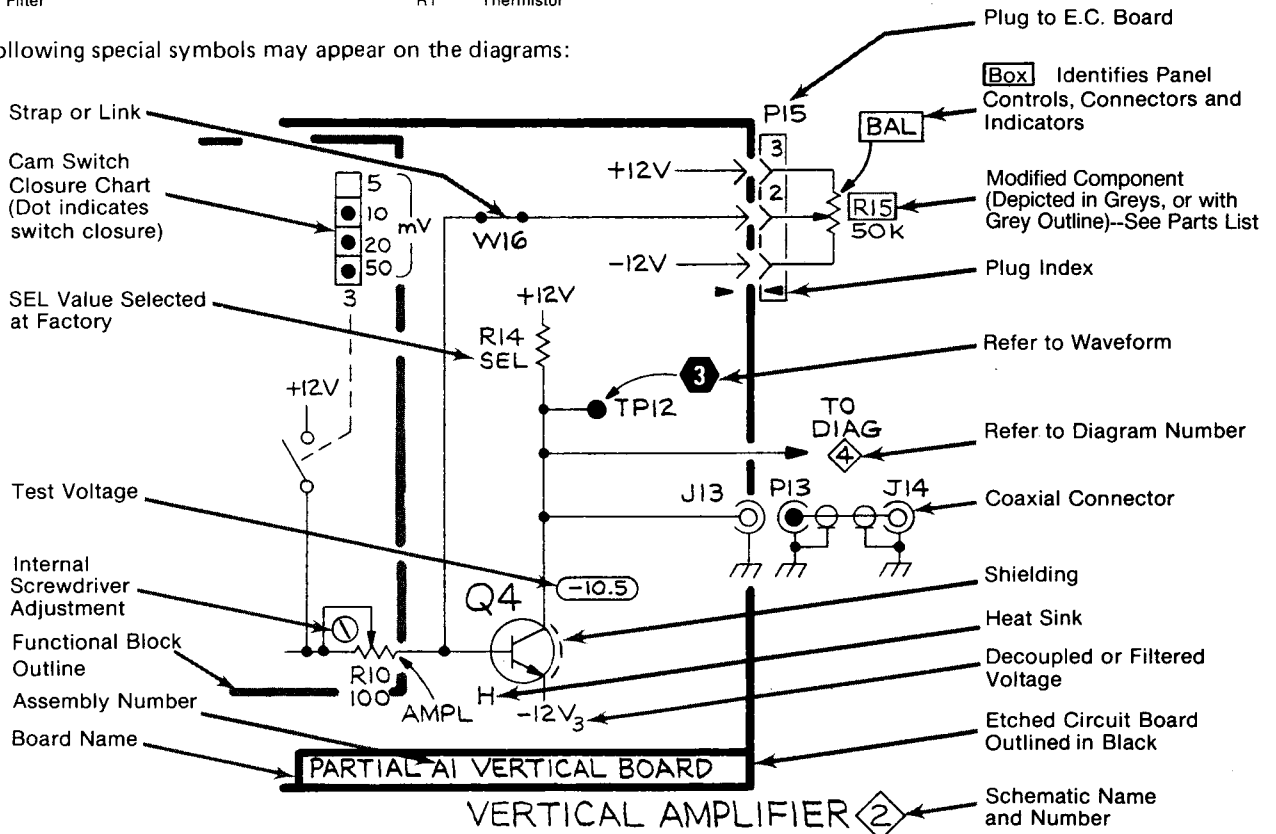 Filter
RT Thermistor
ollowing special symbols may appear on the diagrams:
Plug to E.C. Board
Box Identifies Panel
Controls, Connectors and
Indicators
Modified Component
(Depicted in Greys, or with
Grey Outline)--See Parts List
Plug Index
Refer to Waveform
Refer to Diagram Number
Coaxial Connector
Shielding
Heat Sink
Decoupled or Filtered
Voltage
Etched Circuit Board
Outlined in Black
Schematic Name
and Number
Strap or Link
Cam Switch
Closure Chart
(Dot indicates
switch closure)
SEL Value Selected
at Factory
Test Voltage
Internal
Screwdriver
Adjustment
Functional Block
Outline
Assembly Number
Board Name
5
10
20
50
mV
3
+12V
W16
+12V
-12V
P15
3
2
BAL
R15
50K
+12V
R14
SEL
TP12
3
TO
DIAG
4
J13
P13
J14
-10.5
Q4
R10
100
AMPL
H
-12V3
PARTIAL A1 VERTICAL BOARD
VERTICAL AMPLIFIER 2